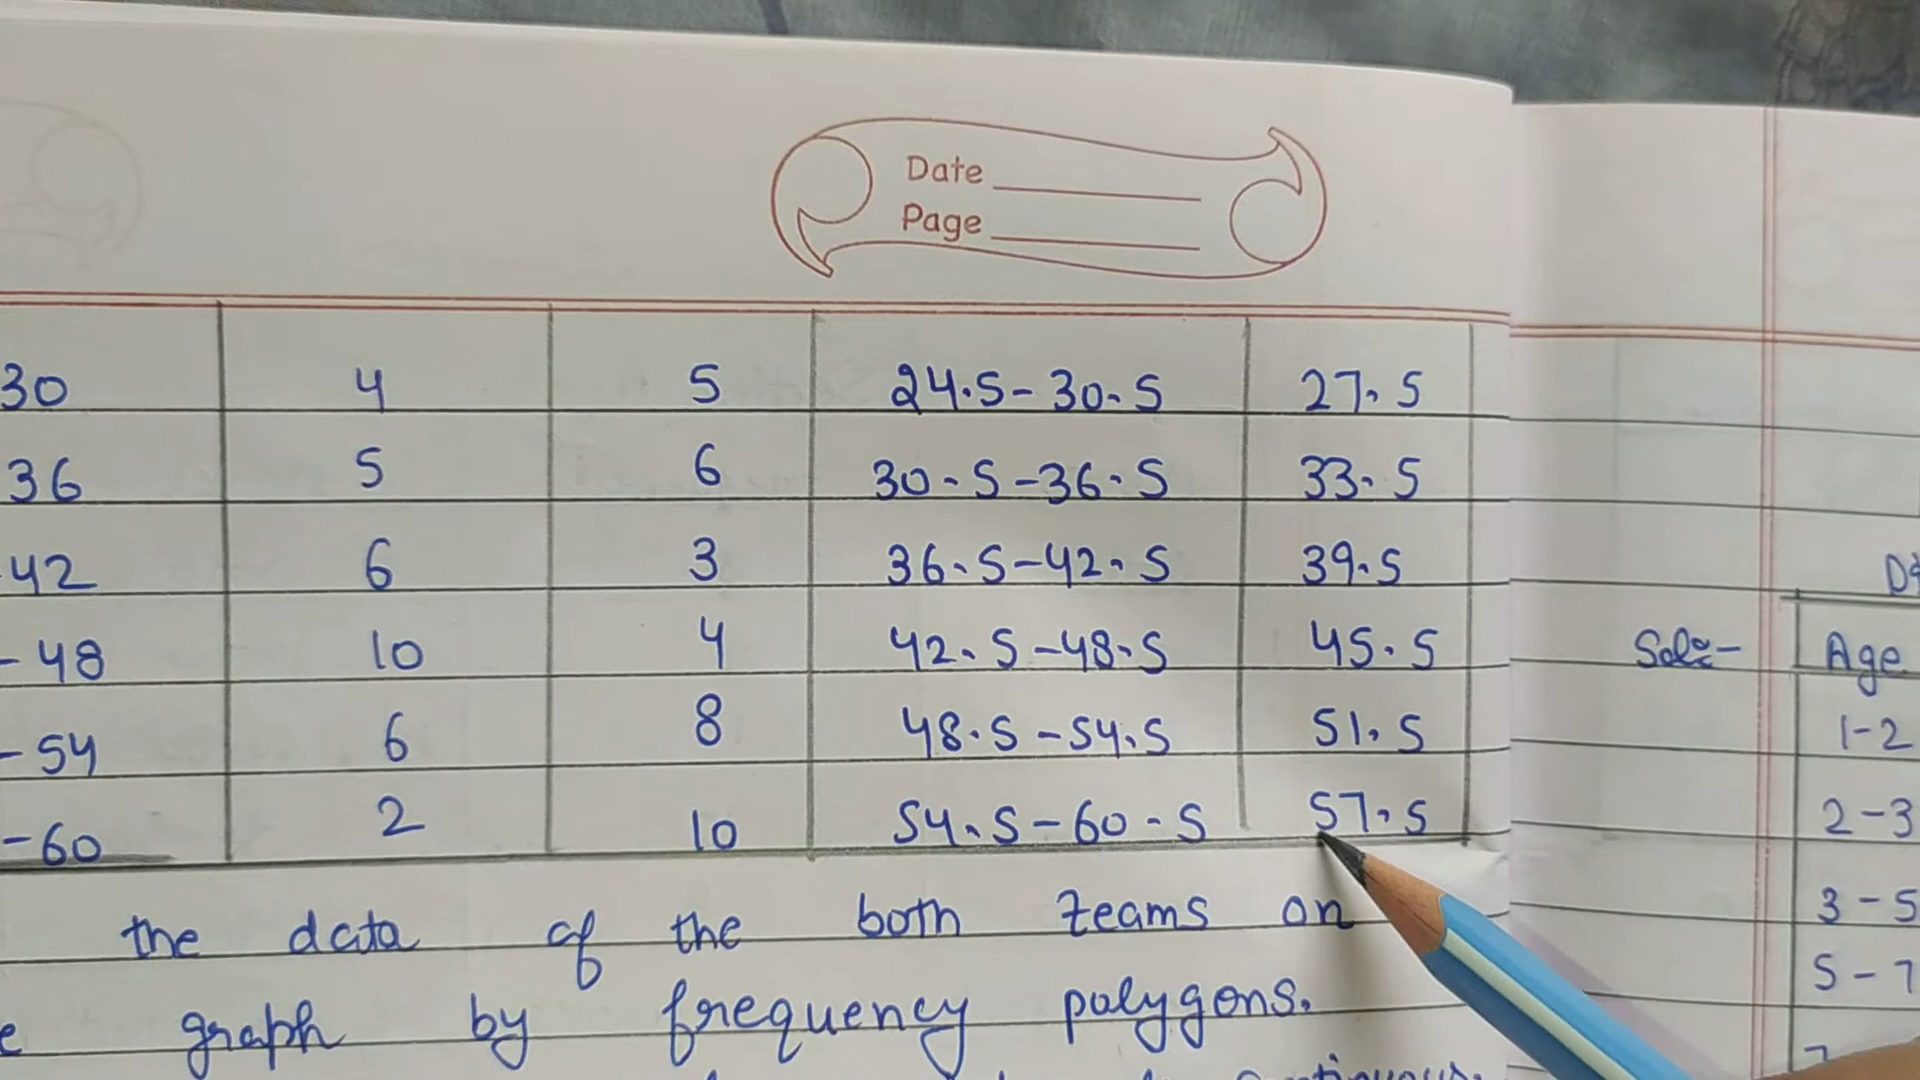 Date
Page
30 4 5 24.5-30.5 27.5
36 5 6 30.5-36.5 33.5
-42 6 3 36.5-42.5 39.5
-48 10 4 42.5-48.5 45.5
-54 6 8 48.5-54.5 51.5
-60 2 10 54.5-60.5 57.5
the data of the both teams on
e graph by frequency polygons.
Sol:-
Age
1-2
2-3
3-5
5-7